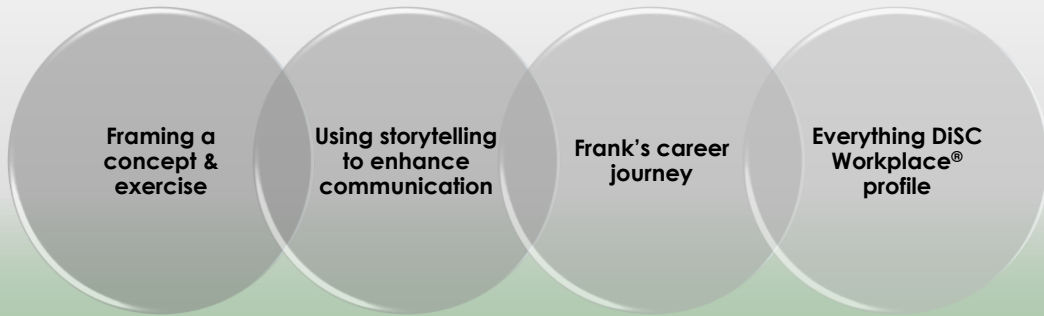 Framing a
concept &
exercise
Using storytelling
to enhance
communication
Frank's career
journey
Everything DiSC
Workplace®
profile